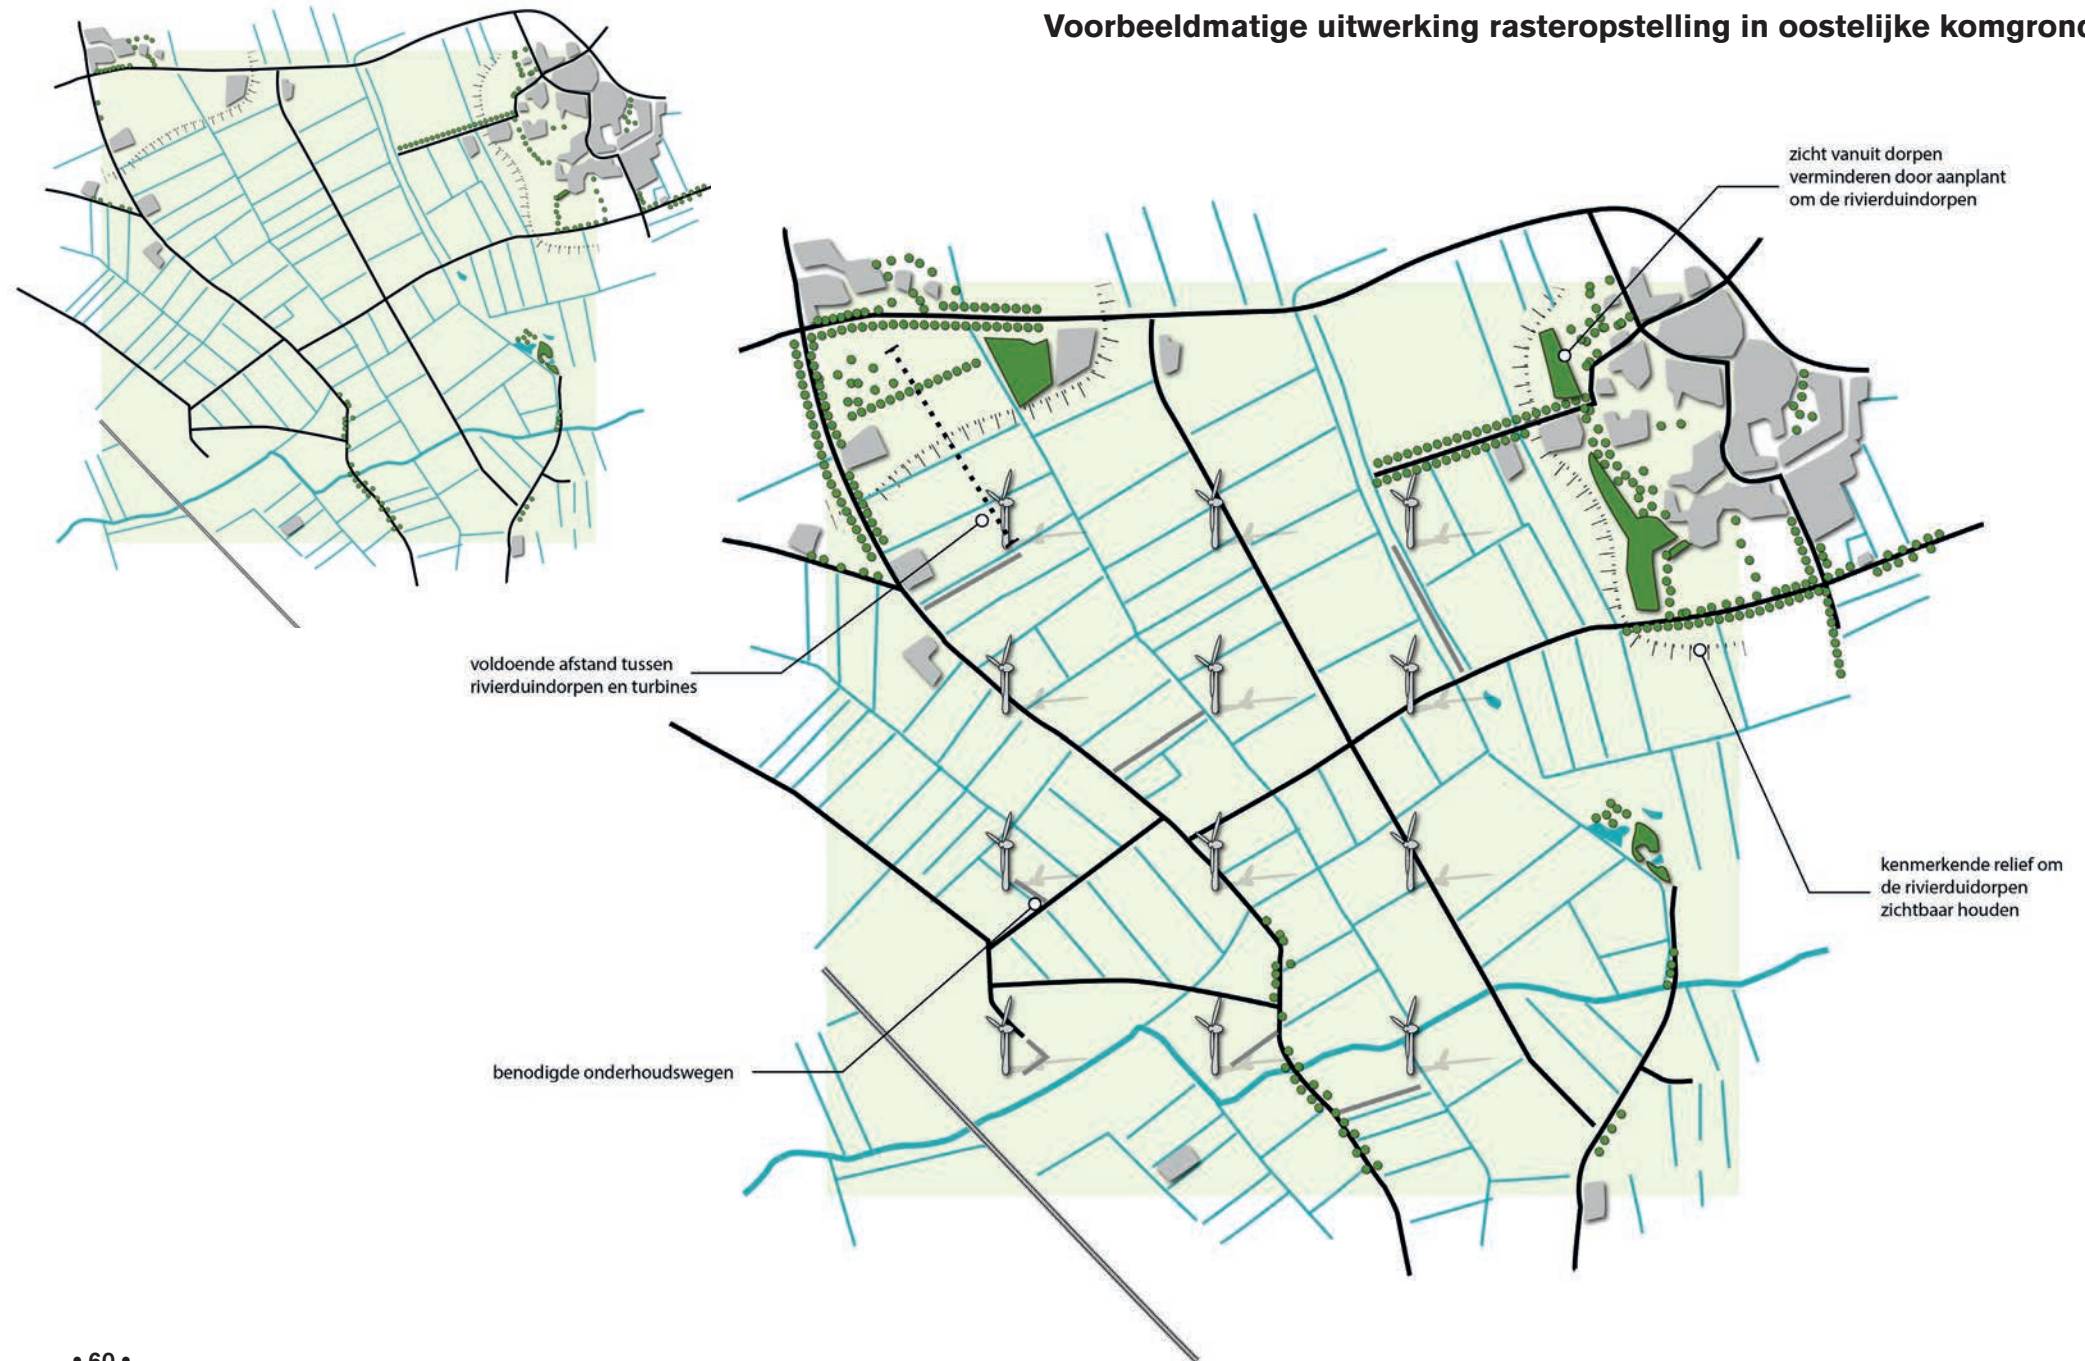 Voorbeeldmatige uitwerking rasteropstelling in oostelijke komgrond
zicht vanuit dorpen
verminderen door aanplant
om de rivierduindorpen
voldoende afstand tussen
rivierduindorpen en turbines
kenmerkende relief om
de rivierduidorpen
zichtbaar houden
benodigde onderhoudswegen
• 60 •